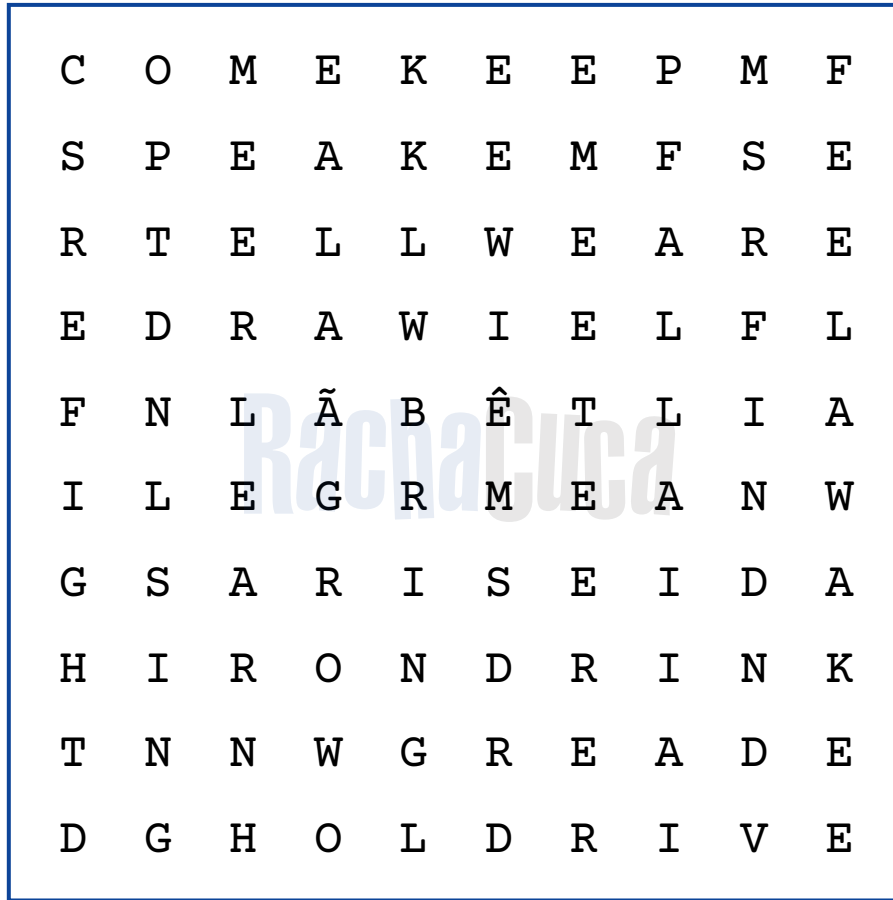 C O M E K E E P M F
S P E A K E M F S E
R T E L L W E A R E
E D R A W I E L F L
F N L Ã B Ê T L I A
RachaCuca
I L E G R M E A N W
G S A R I S E I D A
H I R O N D R I N K
T N N W G R E A D E
D G H O L D R I V E